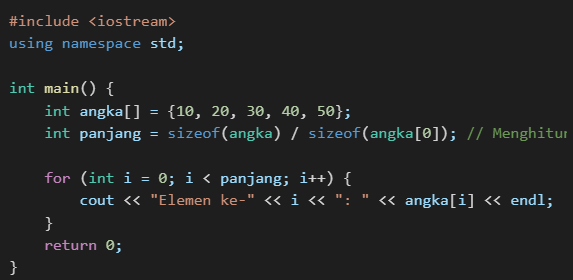 #include <iostream>
using namespace std;
int main() {
int angka[] = {10, 20, 30, 40, 50};
int panjang = sizeof(angka) / sizeof(angka[0]); //
for (int i = 0; i < panjang; i++) {
cout << "Elemen ke-" << i << ": " << angka[i] << endl;
}
return 0;
}